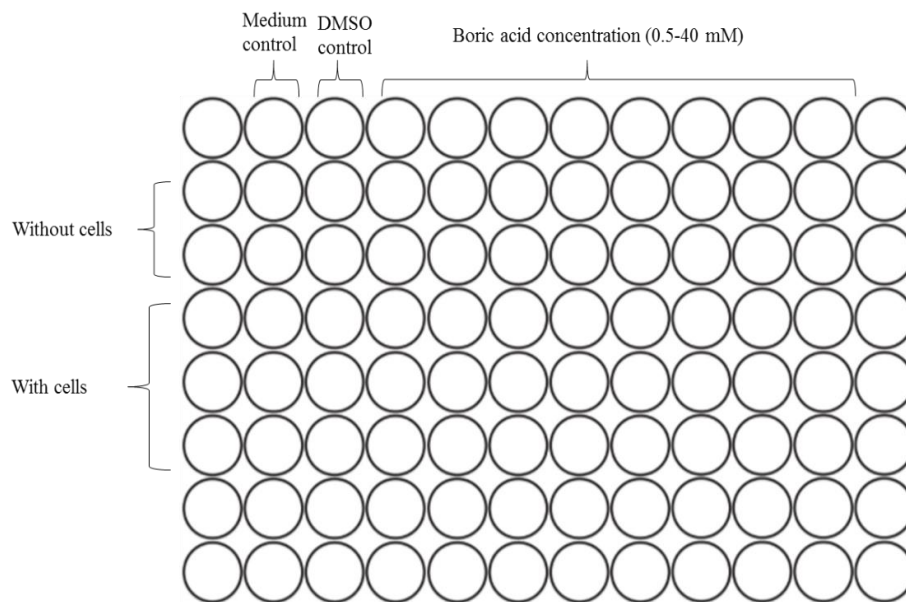 Medium
control
DMSO
control
Boric acid concentration (0.5-40 mM)
Without cells
With cells